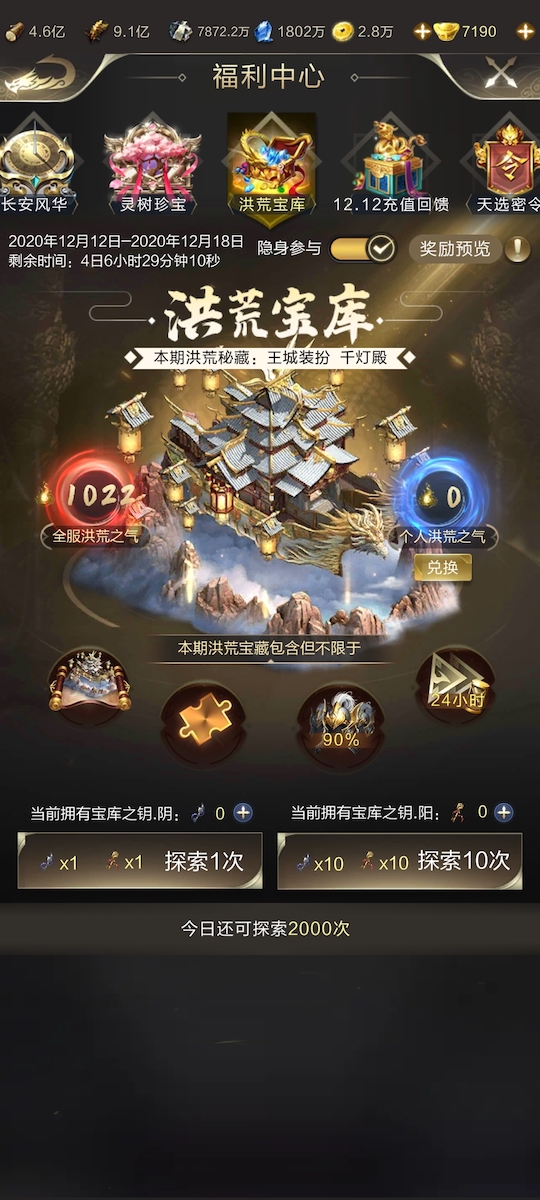 4.6亿 9.1亿 7872.2万 1802万 2.8万 7190
福利中心
令
长安风华 灵树珍宝 洪荒宝库 12.12充值回馈 天选密令
2020年12月12日—2020年12月18日 隐身参与 奖励预览
剩余时间：4日6小时29分钟10秒
洪荒宝库
本期洪荒秘藏：王城装扮 千灯殿
1022 0
全服洪荒之气 个人洪荒之气
兑换
本期洪荒宝藏包含但不限于
24小时
90%
当前拥有宝库之钥.阴： 0 当前拥有宝库之钥.阳： 0
x1 x1 探索1次 x10 x10 探索10次
今日还可探索2000次